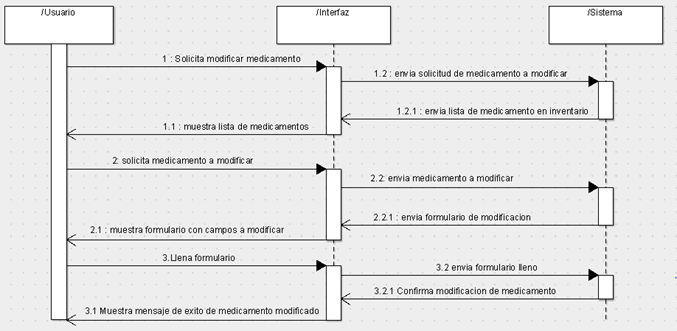 /Usuario
/Interfaz
/Sistema
1 : Solicita modificar medicamento
1.2 : envia solicitud de medicamento a modificar
1.2.1 : envia lista de medicamento en inventario
1.1 : muestra lista de medicamentos
2: solicita medicamento a modificar
2.2: envia medicamento a modificar
2.2.1 : envia formulario de modificacion
2.1 : muestra formulario con campos a modificar
3.Llena formulario
3.2 envia formulario lleno
3.2.1 Confirma modificacion de medicamento
3.1 Muestra mensaje de exito de medicamento modificado